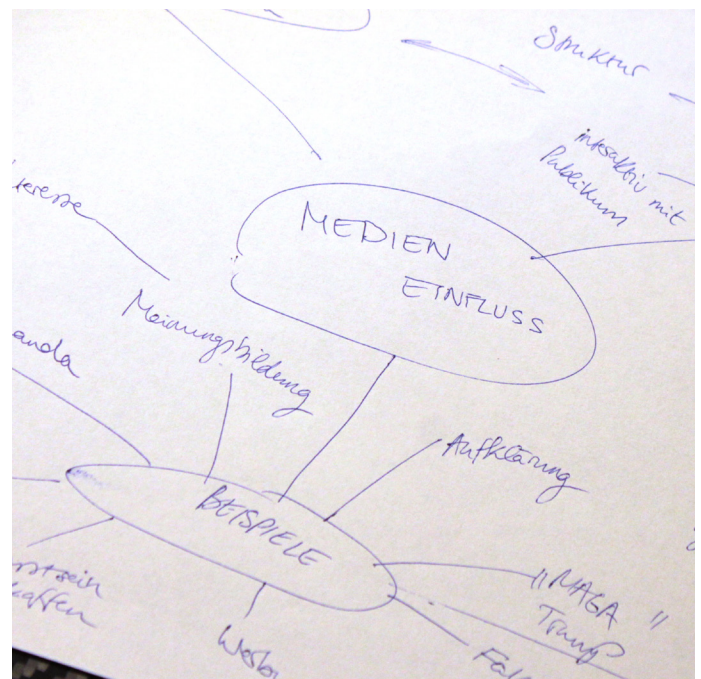 Struktur
interaktiv mit
Publikum
MEDIEN
EINFLUSS
Meinungsbildung
Aufklärung
BEISPIELE
"MAGA"
Trump